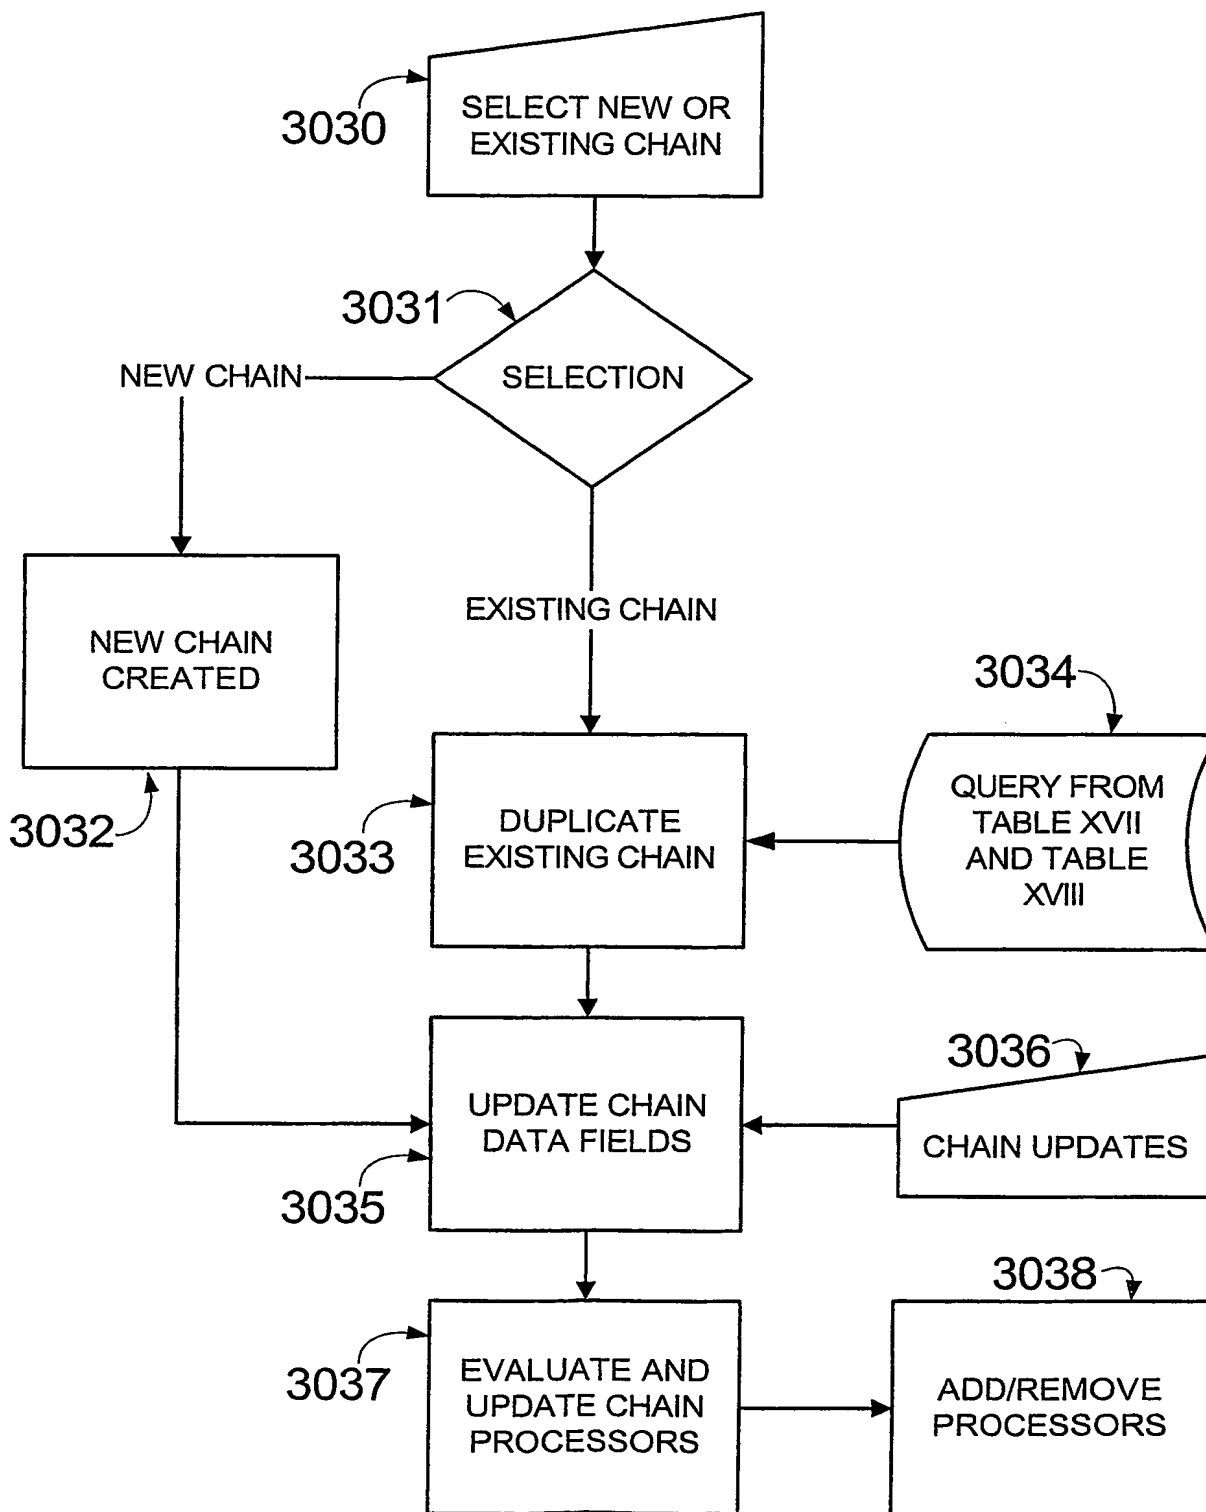 3030
SELECT NEW OR
EXISTING CHAIN
3031
SELECTION
NEW CHAIN
EXISTING CHAIN
NEW CHAIN
CREATED
3032
3033
DUPLICATE
EXISTING CHAIN
3034
QUERY FROM
TABLE XVII
AND TABLE
XVIII
3035
UPDATE CHAIN
DATA FIELDS
3036
CHAIN UPDATES
3037
EVALUATE AND
UPDATE CHAIN
PROCESSORS
3038
ADD/REMOVE
PROCESSORS